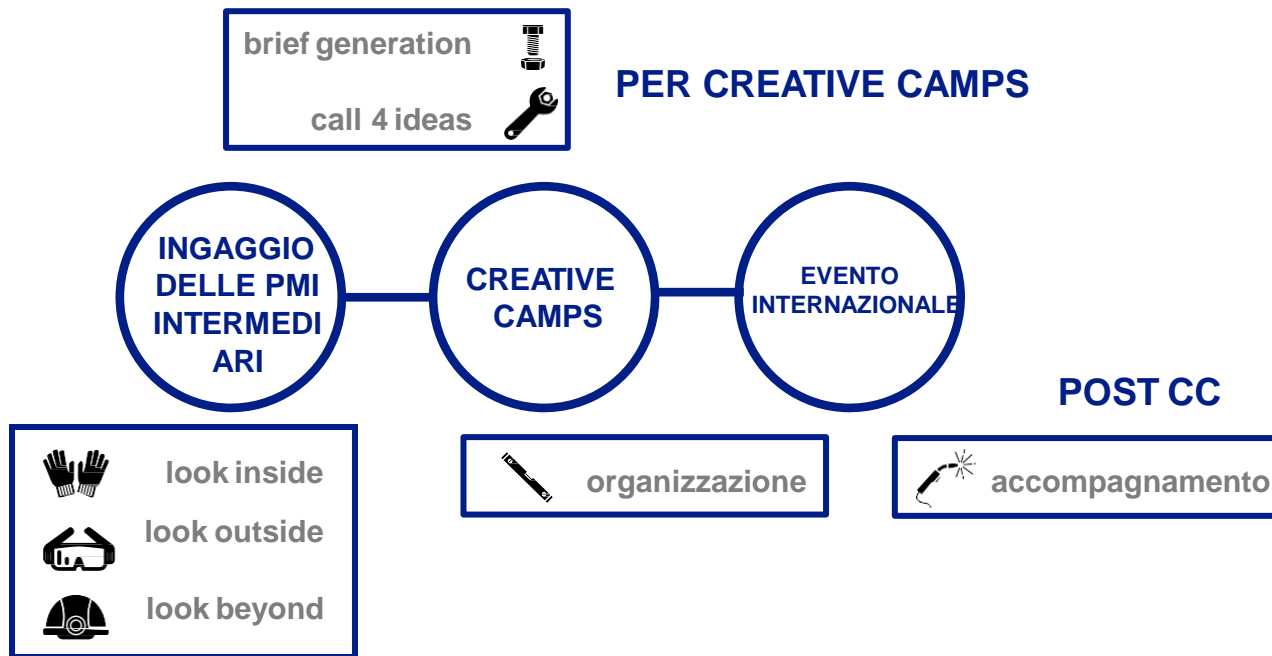 brief generation
call 4 ideas
PER CREATIVE CAMPS
INGAGGIO
DELLE PMI
INTERMEDI
ARI
CREATIVE
CAMPS
EVENTO
INTERNAZIONALE
POST CC
look inside
look outside
look beyond
organizzazione
accompagnamento